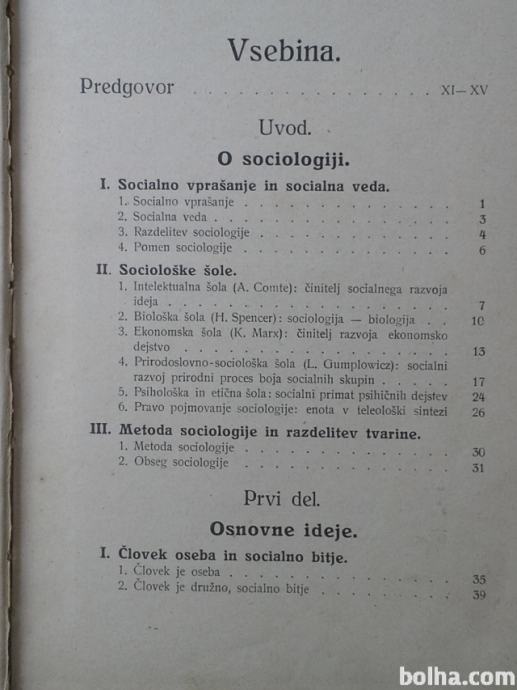 Vsebina.
Predgovor . . . . . . . . . . . . . . . XI—XV
Uvod.
O sociologiji.
I. Socialno vprašanje in socialna veda.
1. Socialno vprašanje . . . . . . . . . . . . . 1
2. Socialna veda . . . . . . . . . . . . . . . 3
3. Razdelitev sociologije . . . . . . . . . . . . 4
4. Pomen sociologije . . . . . . . . . . . . . 6
II. Sociološke šole.
1. Intelektualna šola (A. Comte): činitelj socialnega razvoja
ideja . . . . . . . . . . . . . . . . . 7
2. Biološka šola (H. Spencer): sociologija — biologija . . 10
3. Ekonomska šola (K. Marx): činitelj razvoja ekonomsko
dejstvo . . . . . . . . . . . . . . . . 13
4. Prirodoslovno-sociološka šola (L. Gumplowicz): socialni
razvoj prirodni proces boja socialnih skupin . . . . 17
5. Psihološka in etična šola: socialni primat psihičnih dejstev 24
6. Pravo pojmovanje sociologije: enota v teleološki sintezi 26
III. Metoda sociologije in razdelitev tvarine.
1. Metoda sociologije . . . . . . . . . . . . . 30
2. Obseg sociologije . . . . . . . . . . . . . 31
Prvi del.
Osnovne ideje.
I. Človek oseba in socialno bitje.
1. Človek je oseba . . . . . . . . . . . . . . 35
2. Človek je družno, socialno bitje . . . . . . . . 39
bolha.com